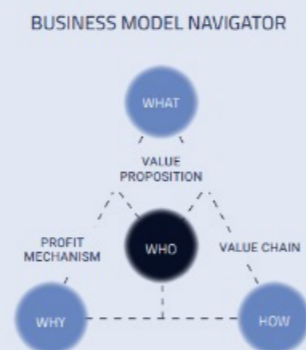 BUSINESS MODEL NAVIGATOR
WHAT
VALUE
PROPOSITION
PROFIT
MECHANISM
WHO
VALUE CHAIN
WHY
HOW